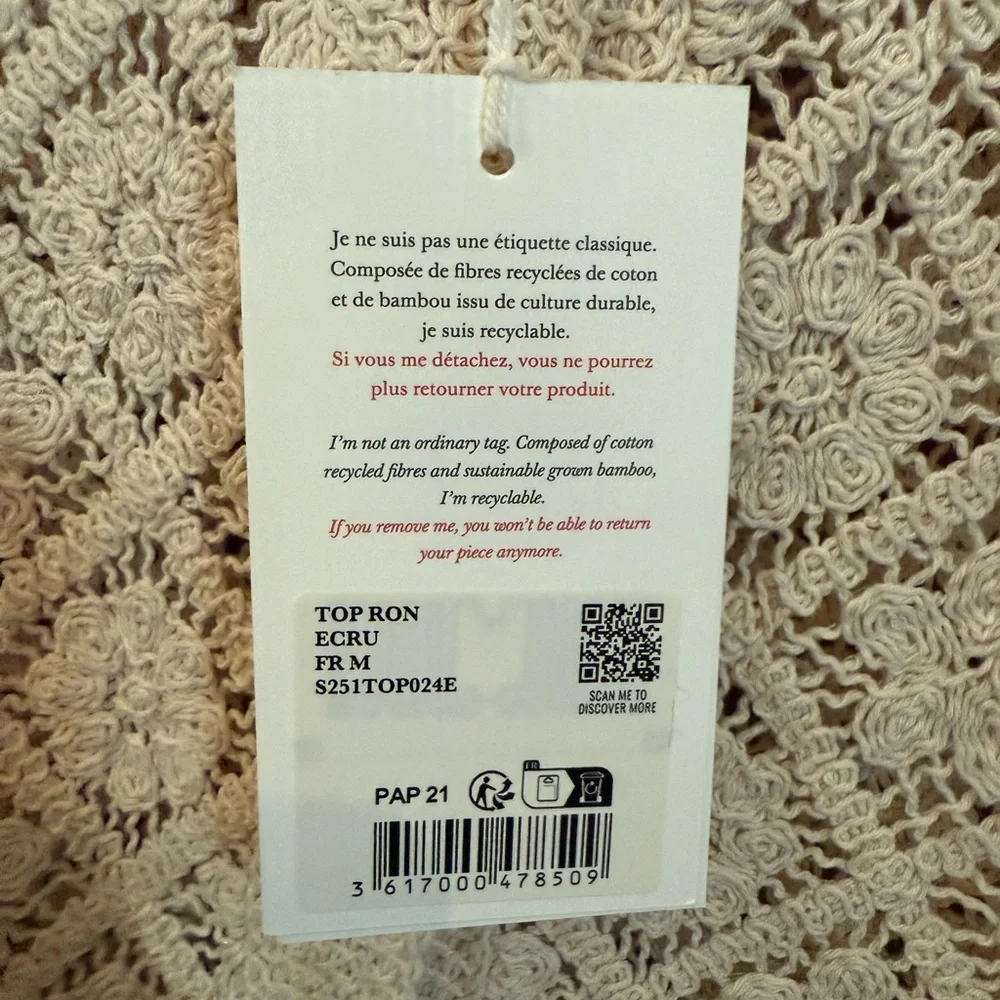 Je ne suis pas une étiquette classique.
Composée de fibres recyclées de coton
et de bambou issu de culture durable,
je suis recyclable.
Si vous me détachez, vous ne pourrez
plus retourner votre produit.
I'm not an ordinary tag. Composed of cotton
recycled fibres and sustainable grown bamboo,
I'm recyclable.
If you remove me, you won't be able to return
your piece anymore.
TOP RON
ECRU
FR M
S251TOP024E
SCAN ME TO
DISCOVER MORE
FR
PAP 21
3 617000 478509